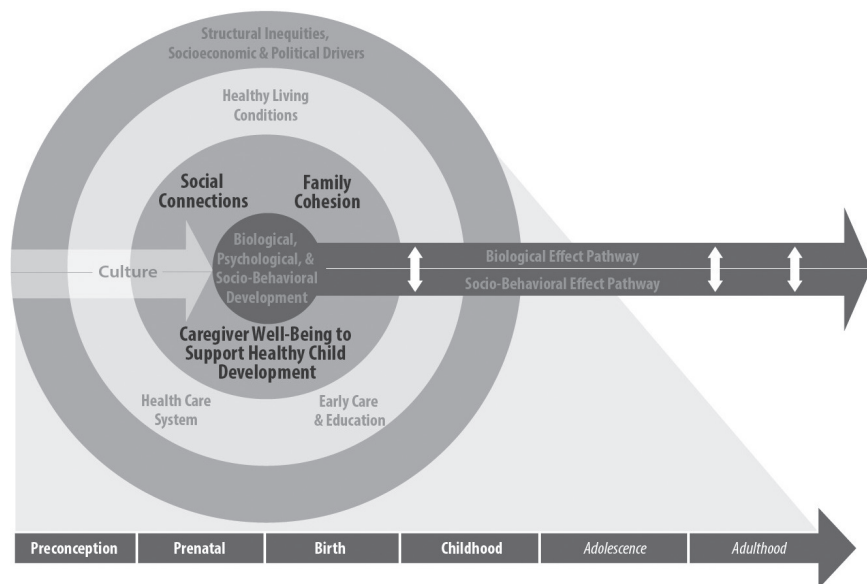 Structural Inequities,
Socioeconomic & Political Drivers
Healthy Living
Conditions
Social
Connections
Family
Cohesion
Culture
Biological,
Psychological, &
Socio-Behavioral
Development
Biological Effect Pathway
Socio-Behavioral Effect Pathway
Caregiver Well-Being to
Support Healthy Child
Development
Health Care
System
Early Care
& Education
Preconception
Prenatal
Birth
Childhood
Adolescence
Adulthood